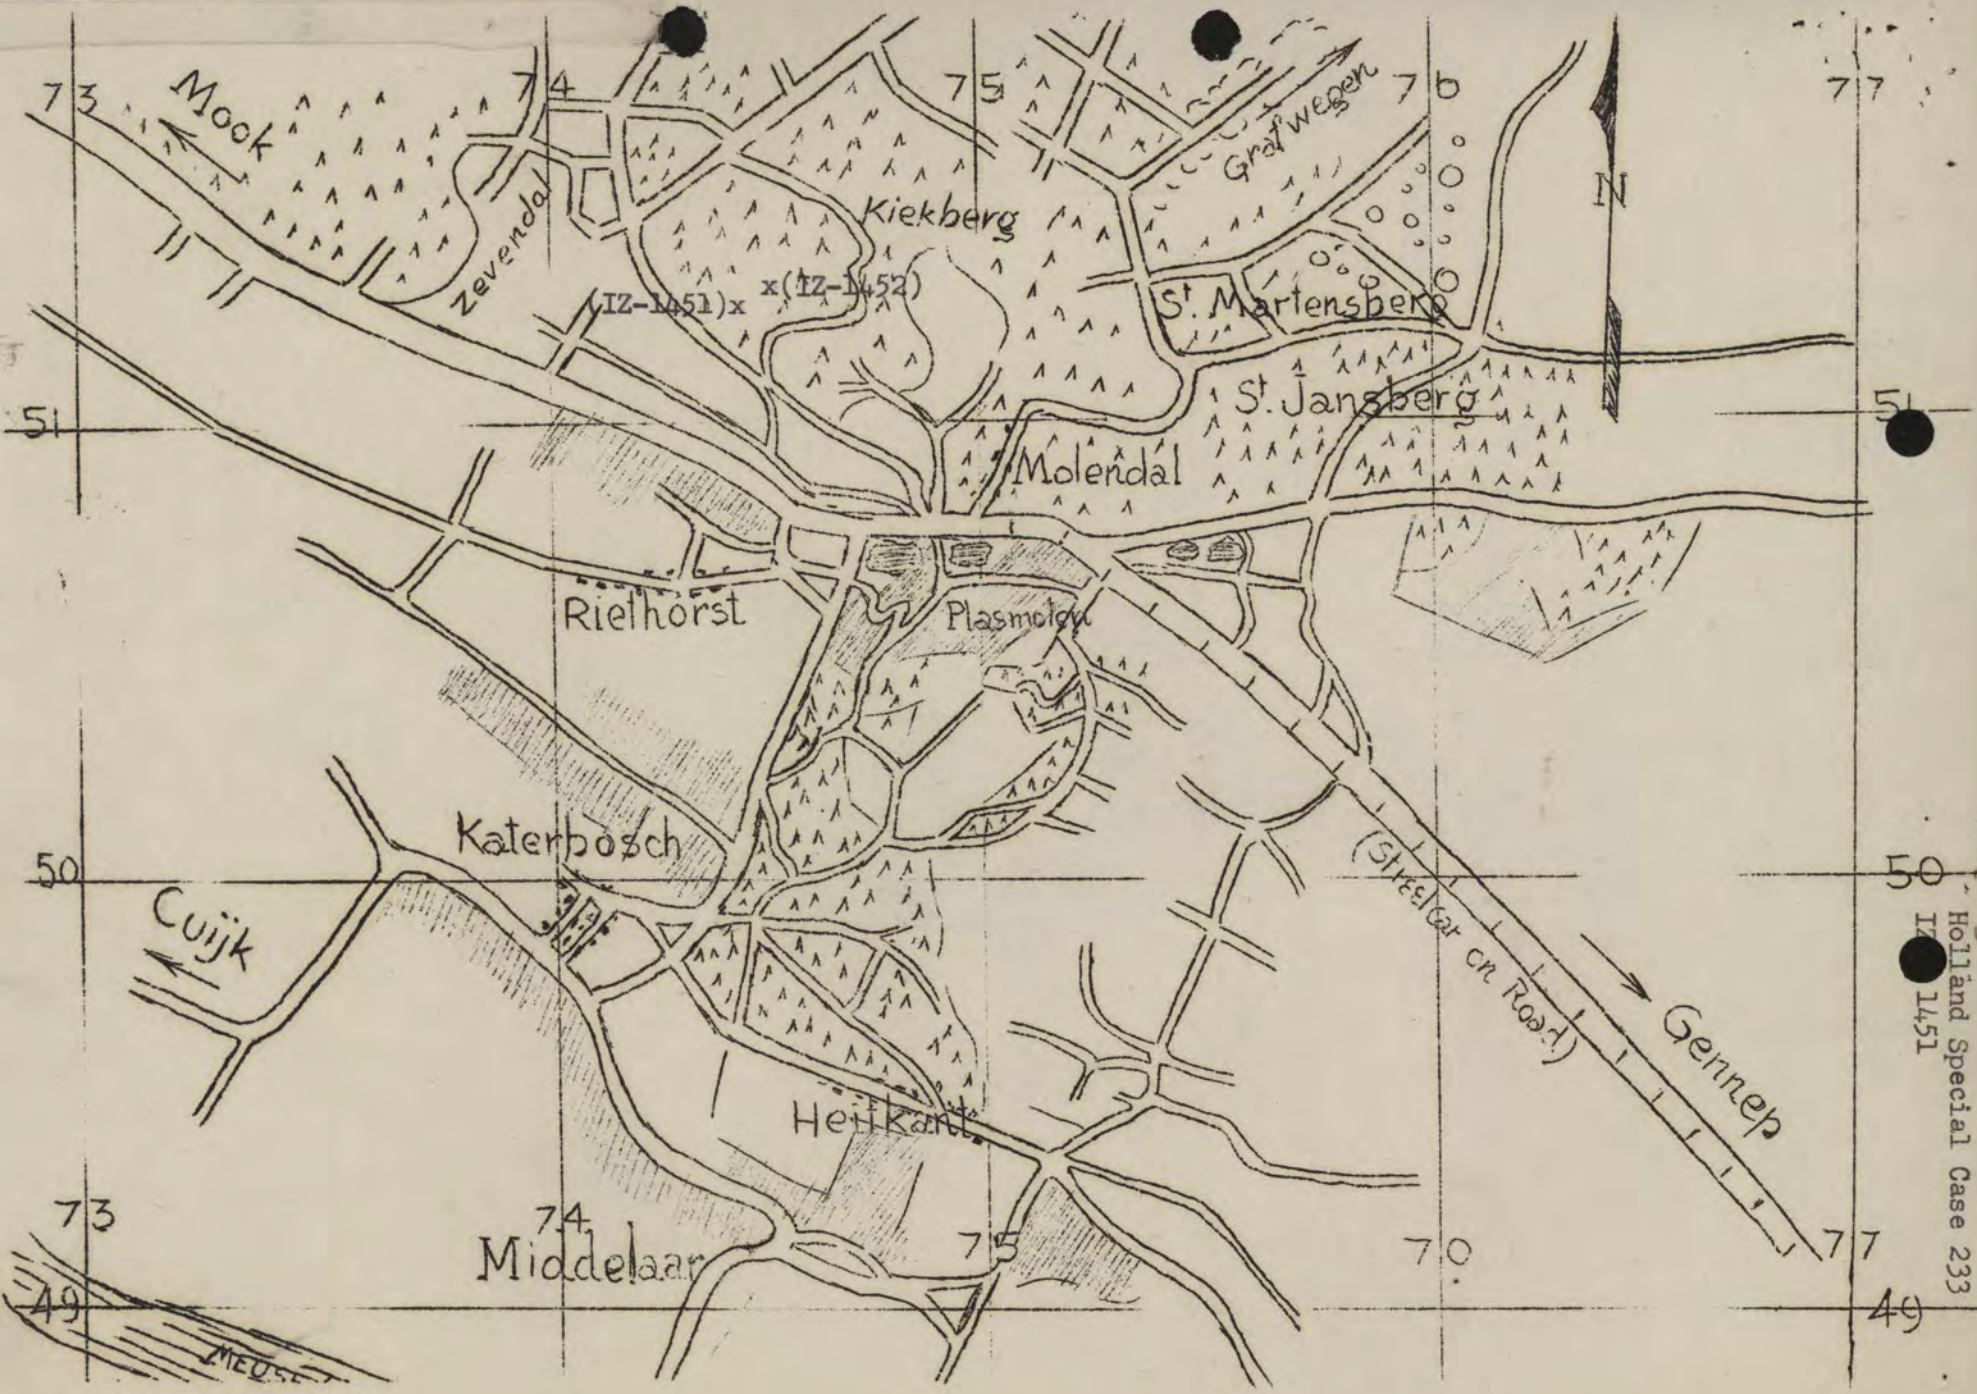 73
74
75
76
77
Mook
Grafwegen
N
Zevendal
Kiekberg
(IZ-1451)x
x(IZ-1452)
St. Martensberg
St. Jansberg
51
51
Molendal
Riethorst
Plasmolen
Katerbosch
50
50
Cuijk
(Streetcar on Road)
Gennep
Heijkant
73
74
75
70
77
Middelaar
49
49
MEUSE
Holland Special Case 233
IZ 1451